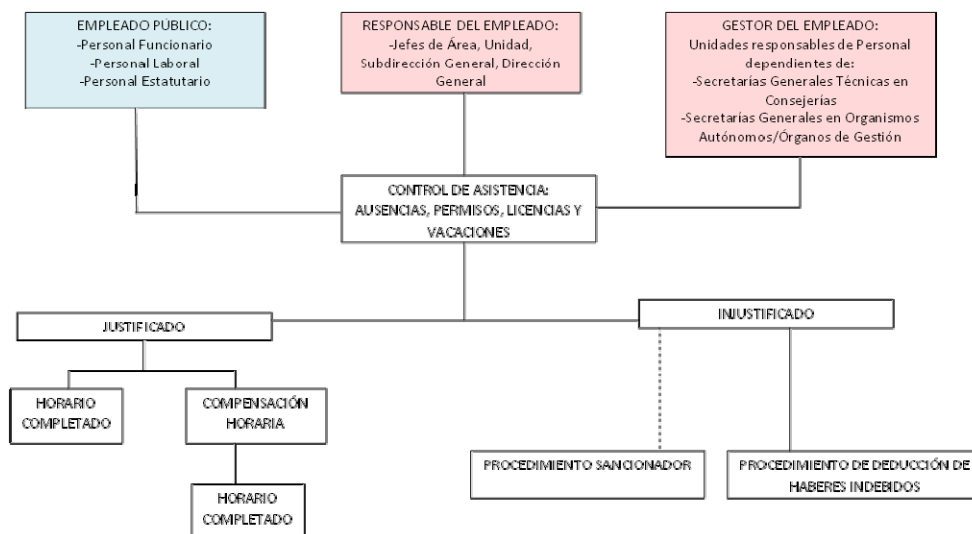 EMPLEADO PÚBLICO:
-Personal Funcionario
-Personal Laboral
-Personal Estatutario
RESPONSABLE DEL EMPLEADO:
-Jefes de Área, Unidad,
Subdirección General, Dirección
General
GESTOR DEL EMPLEADO:
Unidades responsables de Personal
dependientes de:
-Secretarías Generales Técnicas en
Consejerías
-Secretarías Generales en Organismos
Autónomos/Órganos de Gestión
CONTROL DE ASISTENCIA:
AUSENCIAS, PERMISOS, LICENCIAS Y
VACACIONES
JUSTIFICADO
INJUSTIFICADO
HORARIO
COMPLETADO
COMPENSACIÓN
HORARIA
HORARIO
COMPLETADO
PROCEDIMIENTO SANCIONADOR
PROCEDIMIENTO DE DEDUCCIÓN DE
HABERES INDEBIDOS